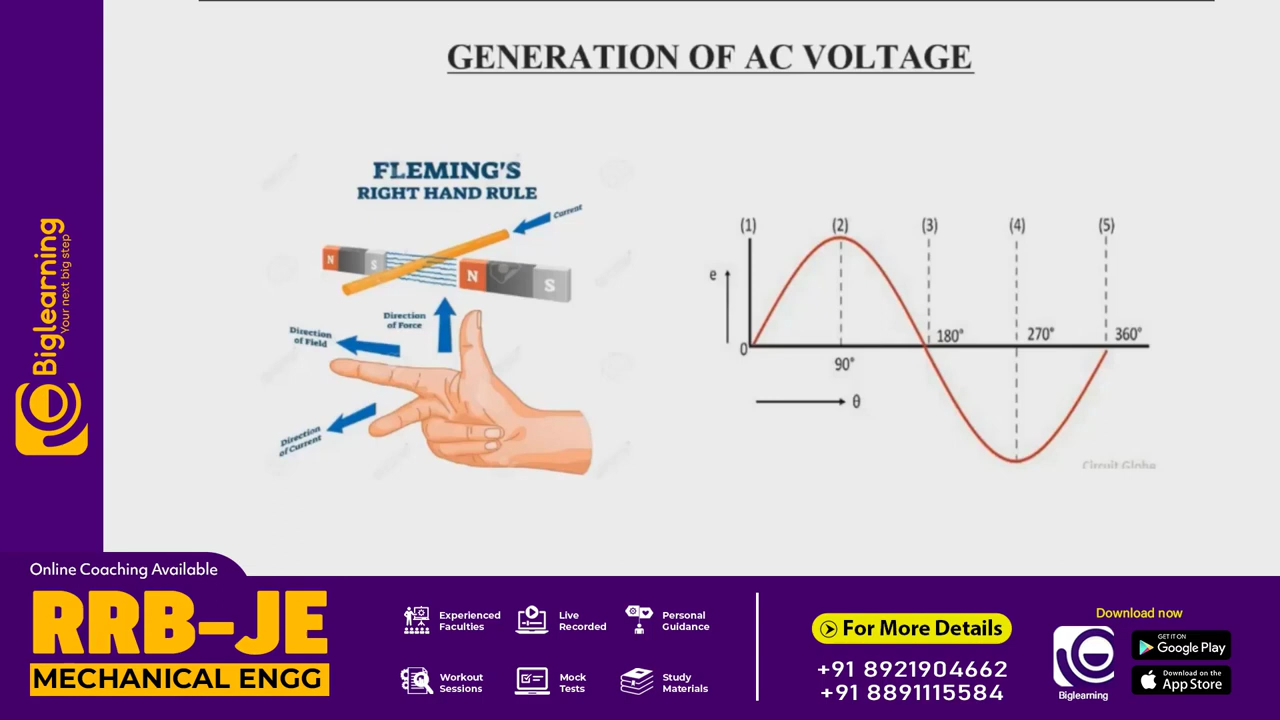 GENERATION OF AC VOLTAGE
FLEMING'S
RIGHT HAND RULE
Current
N
S
N
S
Direction
of Force
Direction
of Field
Direction
of Current
(1)
(2)
(3)
(4)
(5)
e
0
90°
180°
270°
360°
θ
Circuit Globe
Biglearning
Your next big step
Online Coaching Available
RRB-JE
MECHANICAL ENGG
Experienced
Faculties
Live
Recorded
Personal
Guidance
Workout
Sessions
Mock
Tests
Study
Materials
For More Details
+91 8921904662
+91 8891115584
Download now
Biglearning
GET IT ON
Google Play
Download on the
App Store